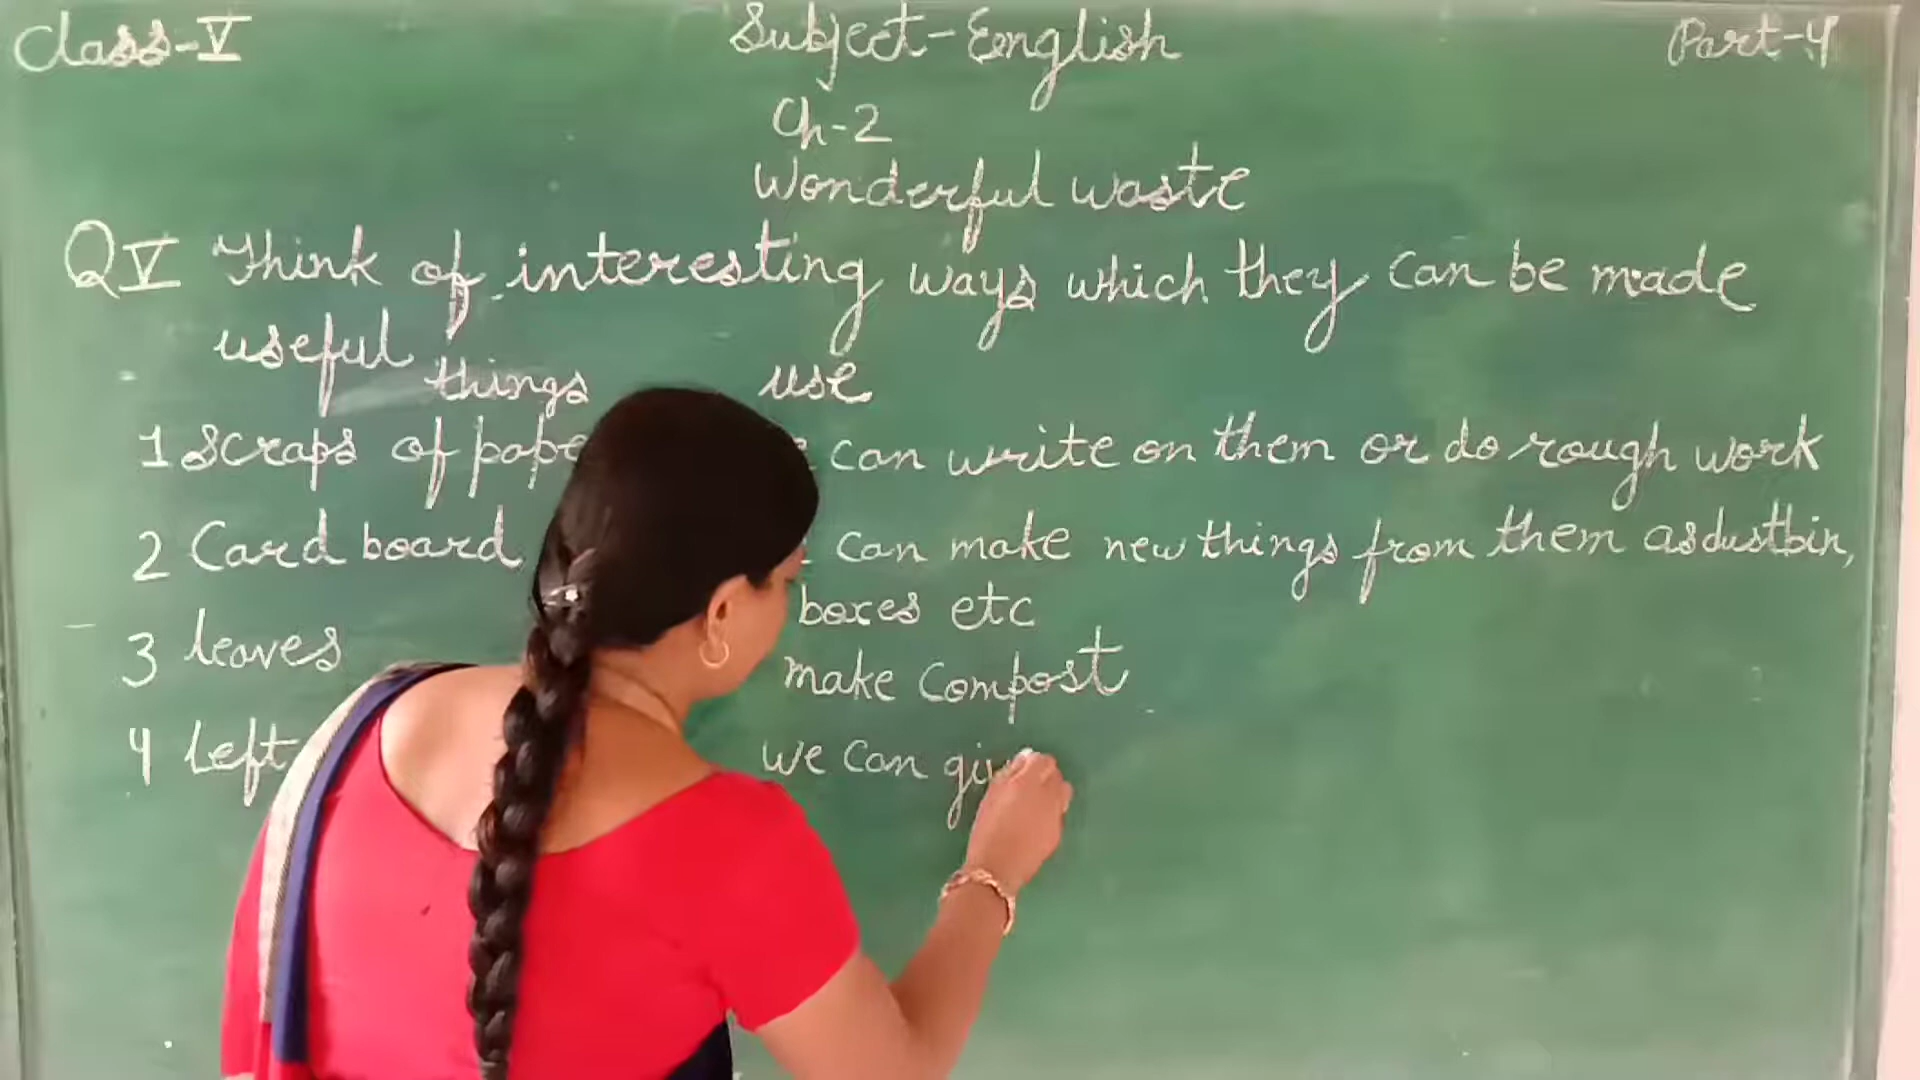 Class-V Subject-English Part-4
Ch-2
Wonderful waste
QV Think of interesting ways which they can be made
useful
things use
1 Scraps of pape can write on them or do rough work
2 Card board can make new things from them as dustbin,
boxes etc
3 leaves make Compost
4 Left we can giv